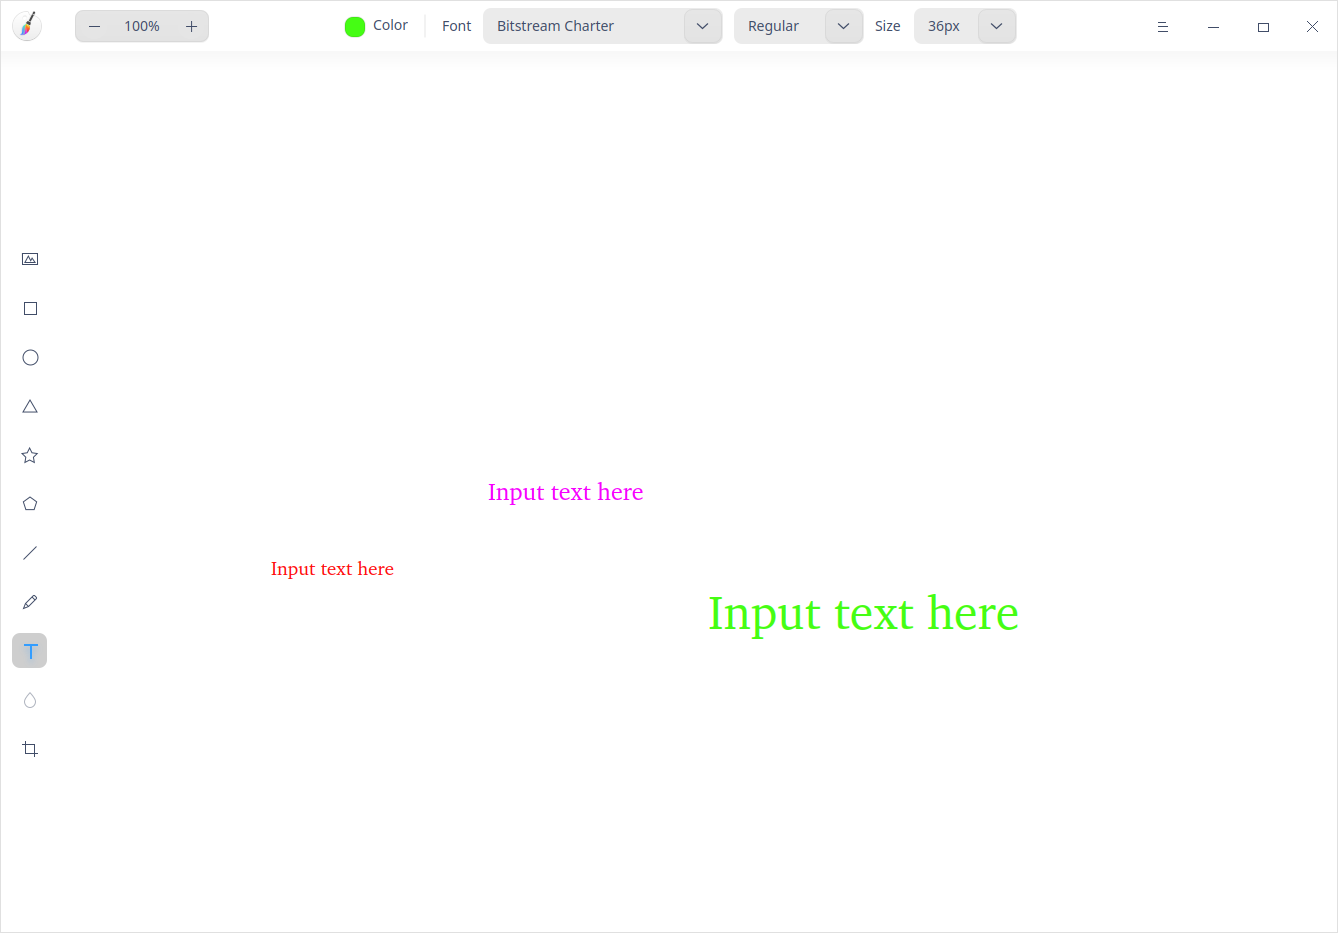 100%
Color
Font
Bitstream Charter
Regular
Size
36px
Input text here
Input text here
Input text here